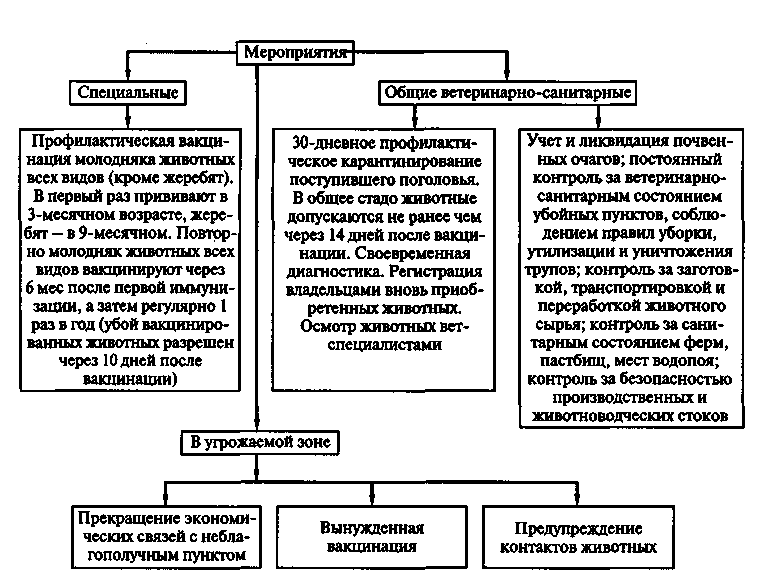 Мероприятия
Специальные
Общие ветеринарно-санитарные
Профилактическая вакци-
нация молодняка животных
всех видов (кроме жеребят).
В первый раз прививают в
3-месячном возрасте, жере-
бят – в 9-месячном. Повтор-
но молодняк животных всех
видов вакцинируют через
6 мес после первой иммуни-
зации, а затем регулярно 1
раз в год (убой вакциниро-
ванных животных разрешен
через 10 дней после
вакцинации)
30-дневное профилакти-
ческое карантинирование
поступившего поголовья.
В общее стадо животные
допускаются не ранее чем
через 14 дней после вакци-
нации. Своевременная
диагностика. Регистрация
владельцами вновь приоб-
ретенных животных.
Осмотр животных вет-
специалистами
Учет и ликвидация почвен-
ных очагов; постоянный
контроль за ветеринарно-
санитарным состоянием
убойных пунктов, соблю-
дением правил уборки,
утилизации и уничтожения
трупов; контроль за заготов-
кой, транспортировкой и
переработкой животного
сырья; контроль за сани-
тарным состоянием ферм,
пастбищ, мест водопоя;
контроль за безопасностью
производственных и
животноводческих стоков
В угрожаемой зоне
Прекращение экономи-
ческих связей с небла-
гополучным пунктом
Вынужденная
вакцинация
Предупреждение
контактов животных